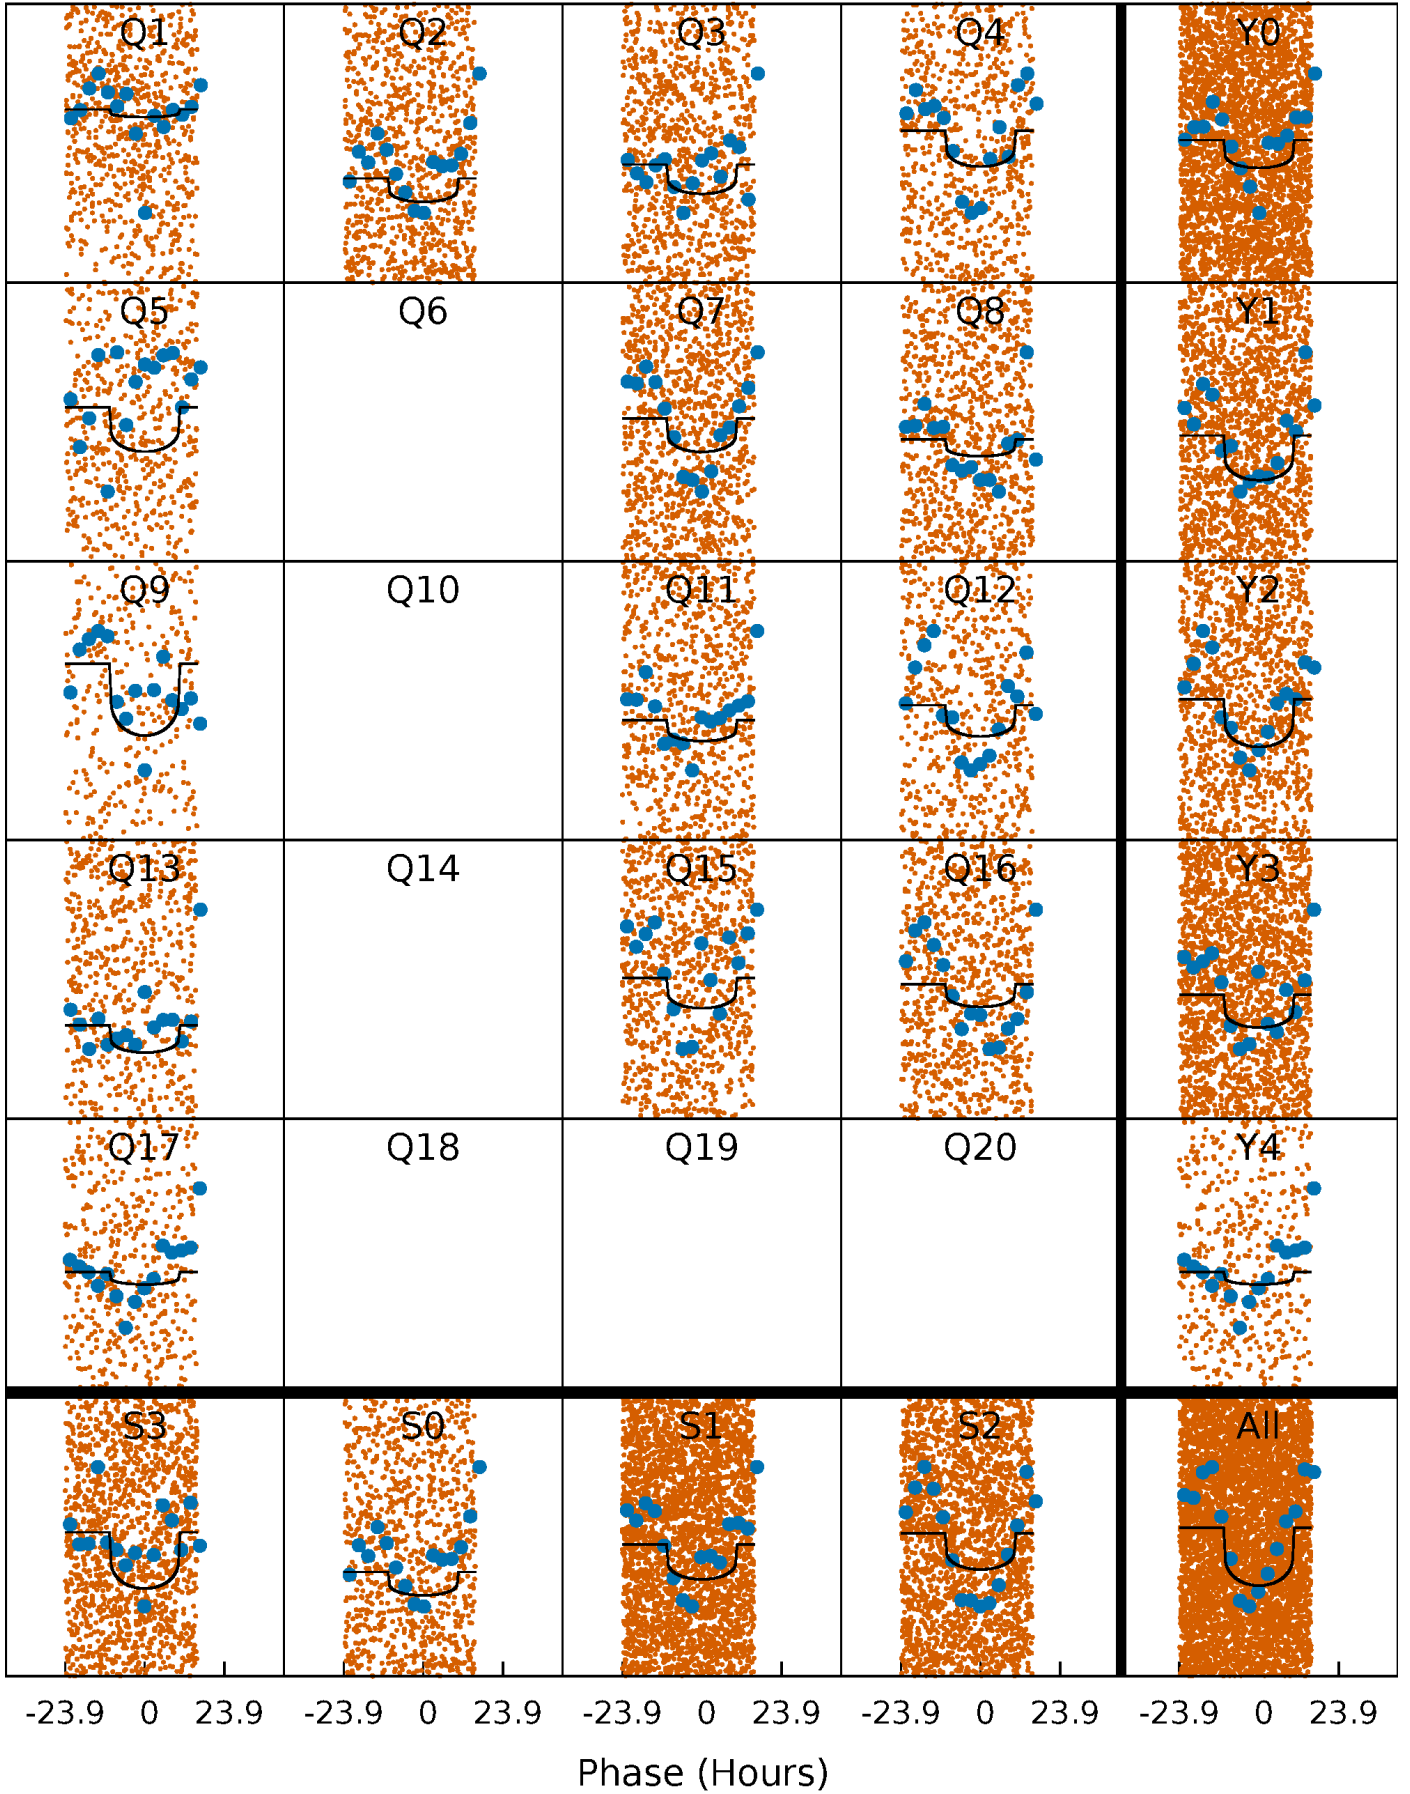 Q1 Q2 Q3 Q4 Y0
Q5 Q6 Q7 Q8 Y1
Q9 Q10 Q11 Q12 Y2
Q13 Q14 Q15 Q16 Y3
Q17 Q18 Q19 Q20 Y4
S3 S0 S1 S2 All
-23.9 0 23.9 -23.9 0 23.9 -23.9 0 23.9 -23.9 0 23.9 -23.9 0 23.9
Phase (Hours)